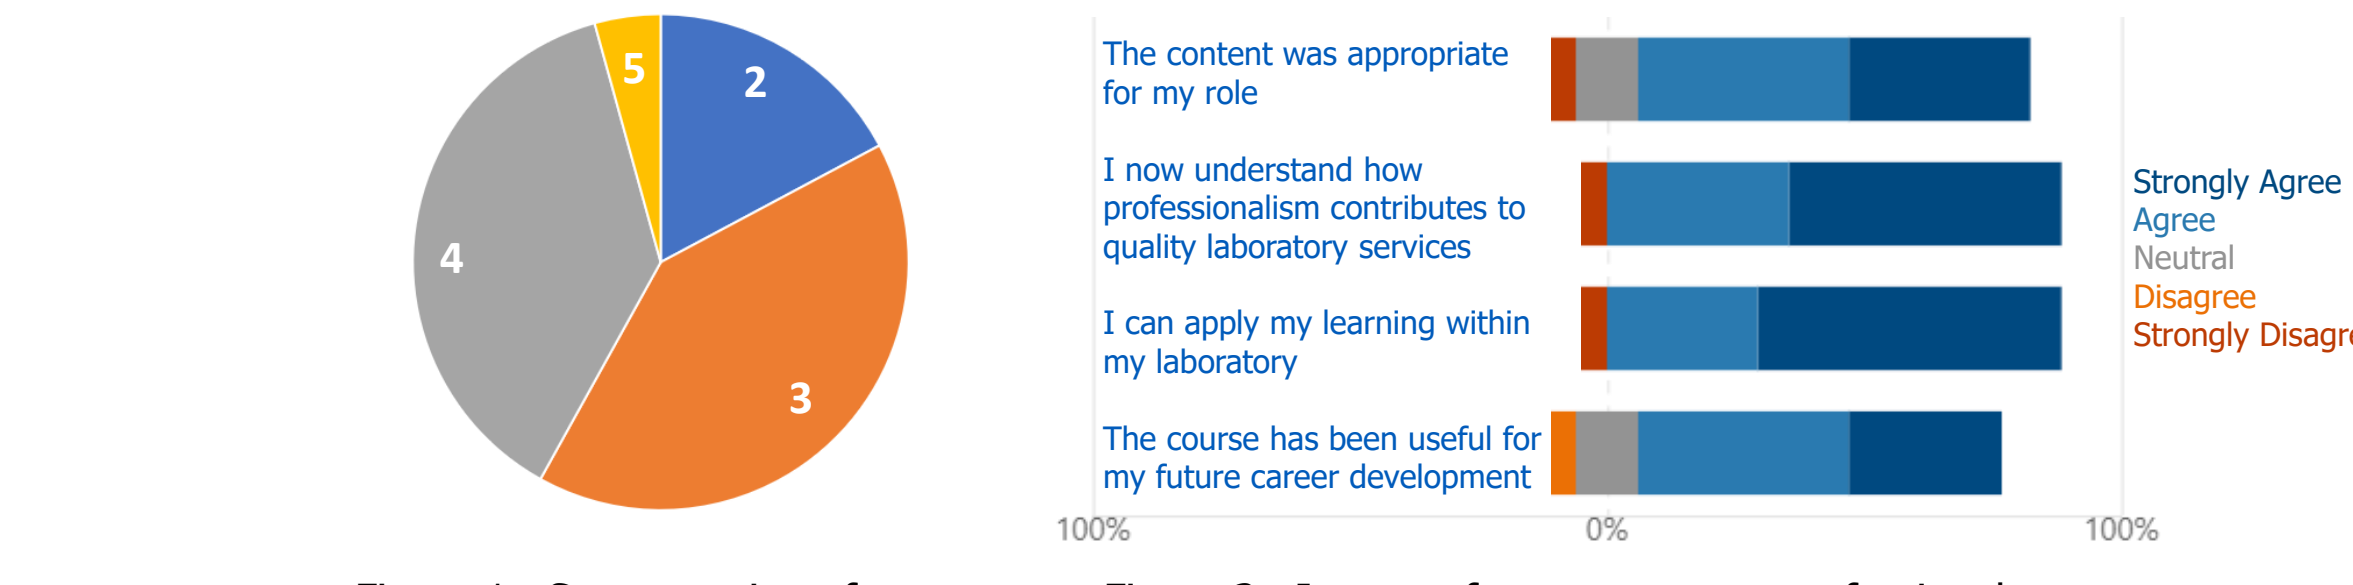 5
2
4
3
The content was appropriate
for my role
I now understand how
professionalism contributes to
quality laboratory services
I can apply my learning within
my laboratory
The course has been useful for
my future career development
100%
0%
100%
Strongly Agree
Agree
Neutral
Disagree
Strongly Disagre